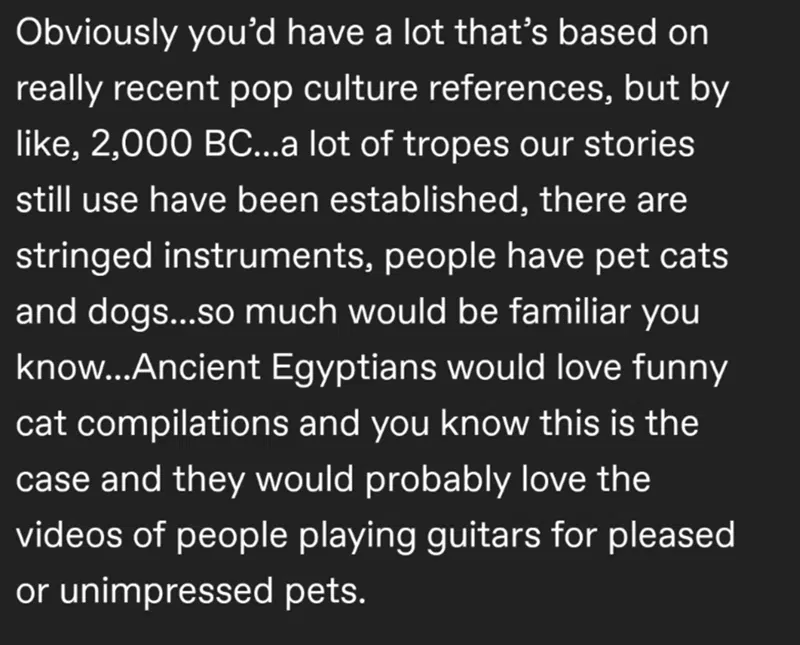 Obviously you’d have a lot that’s based on
really recent pop culture references, but by
like, 2,000 BC...a lot of tropes our stories
still use have been established, there are
stringed instruments, people have pet cats
and dogs...so much would be familiar you
know...Ancient Egyptians would love funny
cat compilations and you know this is the
case and they would probably love the
videos of people playing guitars for pleased
or unimpressed pets.